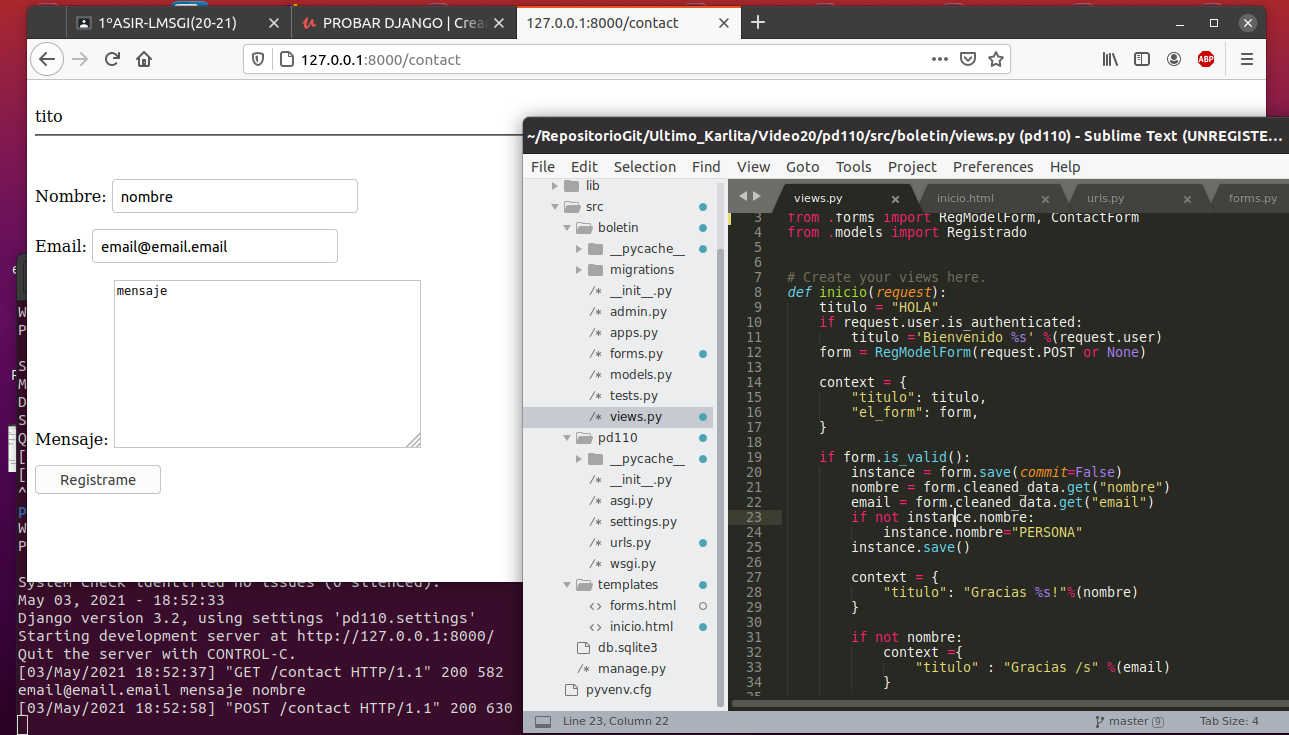 1ºASIR-LMSGI(20-21)
PROBAR DJANGO | Crea
127.0.0.1:8000/contact
127.0.0.1:8000/contact
ABP
tito
Nombre: nombre
Email: email@email.email
mensaje
Mensaje:
Registrame
System check identified no issues (0 silenced).
May 03, 2021 - 18:52:33
Django version 3.2, using settings 'pd110.settings'
Starting development server at http://127.0.0.1:8000/
Quit the server with CONTROL-C.
[03/May/2021 18:52:37] "GET /contact HTTP/1.1" 200 582
email@email.email mensaje nombre
[03/May/2021 18:52:58] "POST /contact HTTP/1.1" 200 630
~/RepositorioGit/Ultimo_Karlita/Video20/pd110/src/boletin/views.py (pd110) - Sublime Text (UNREGISTE...
File Edit Selection Find View Goto Tools Project Preferences Help
lib
src
boletin
__pycache__
migrations
__init__.py
admin.py
apps.py
forms.py
models.py
tests.py
views.py
pd110
__pycache__
__init__.py
asgi.py
settings.py
urls.py
wsgi.py
templates
forms.html
inicio.html
db.sqlite3
manage.py
pyvenv.cfg
views.py inicio.html urls.py forms.py
3 from .forms import RegModelForm, ContactForm
4 from .models import Registrado
5
6
7 # Create your views here.
8 def inicio(request):
9 titulo = "HOLA"
10 if request.user.is_authenticated:
11 titulo ='Bienvenido %s' %(request.user)
12 form = RegModelForm(request.POST or None)
13
14 context = {
15 "titulo": titulo,
16 "el_form": form,
17 }
18
19 if form.is_valid():
20 instance = form.save(commit=False)
21 nombre = form.cleaned_data.get("nombre")
22 email = form.cleaned_data.get("email")
23 if not instance.nombre:
24 instance.nombre="PERSONA"
25 instance.save()
26
27 context = {
28 "titulo": "Gracias %s!"%(nombre)
29 }
30
31 if not nombre:
32 context ={
33 "titulo" : "Gracias /s" %(email)
34 }
35
Line 23, Column 22
master 9
Tab Size: 4